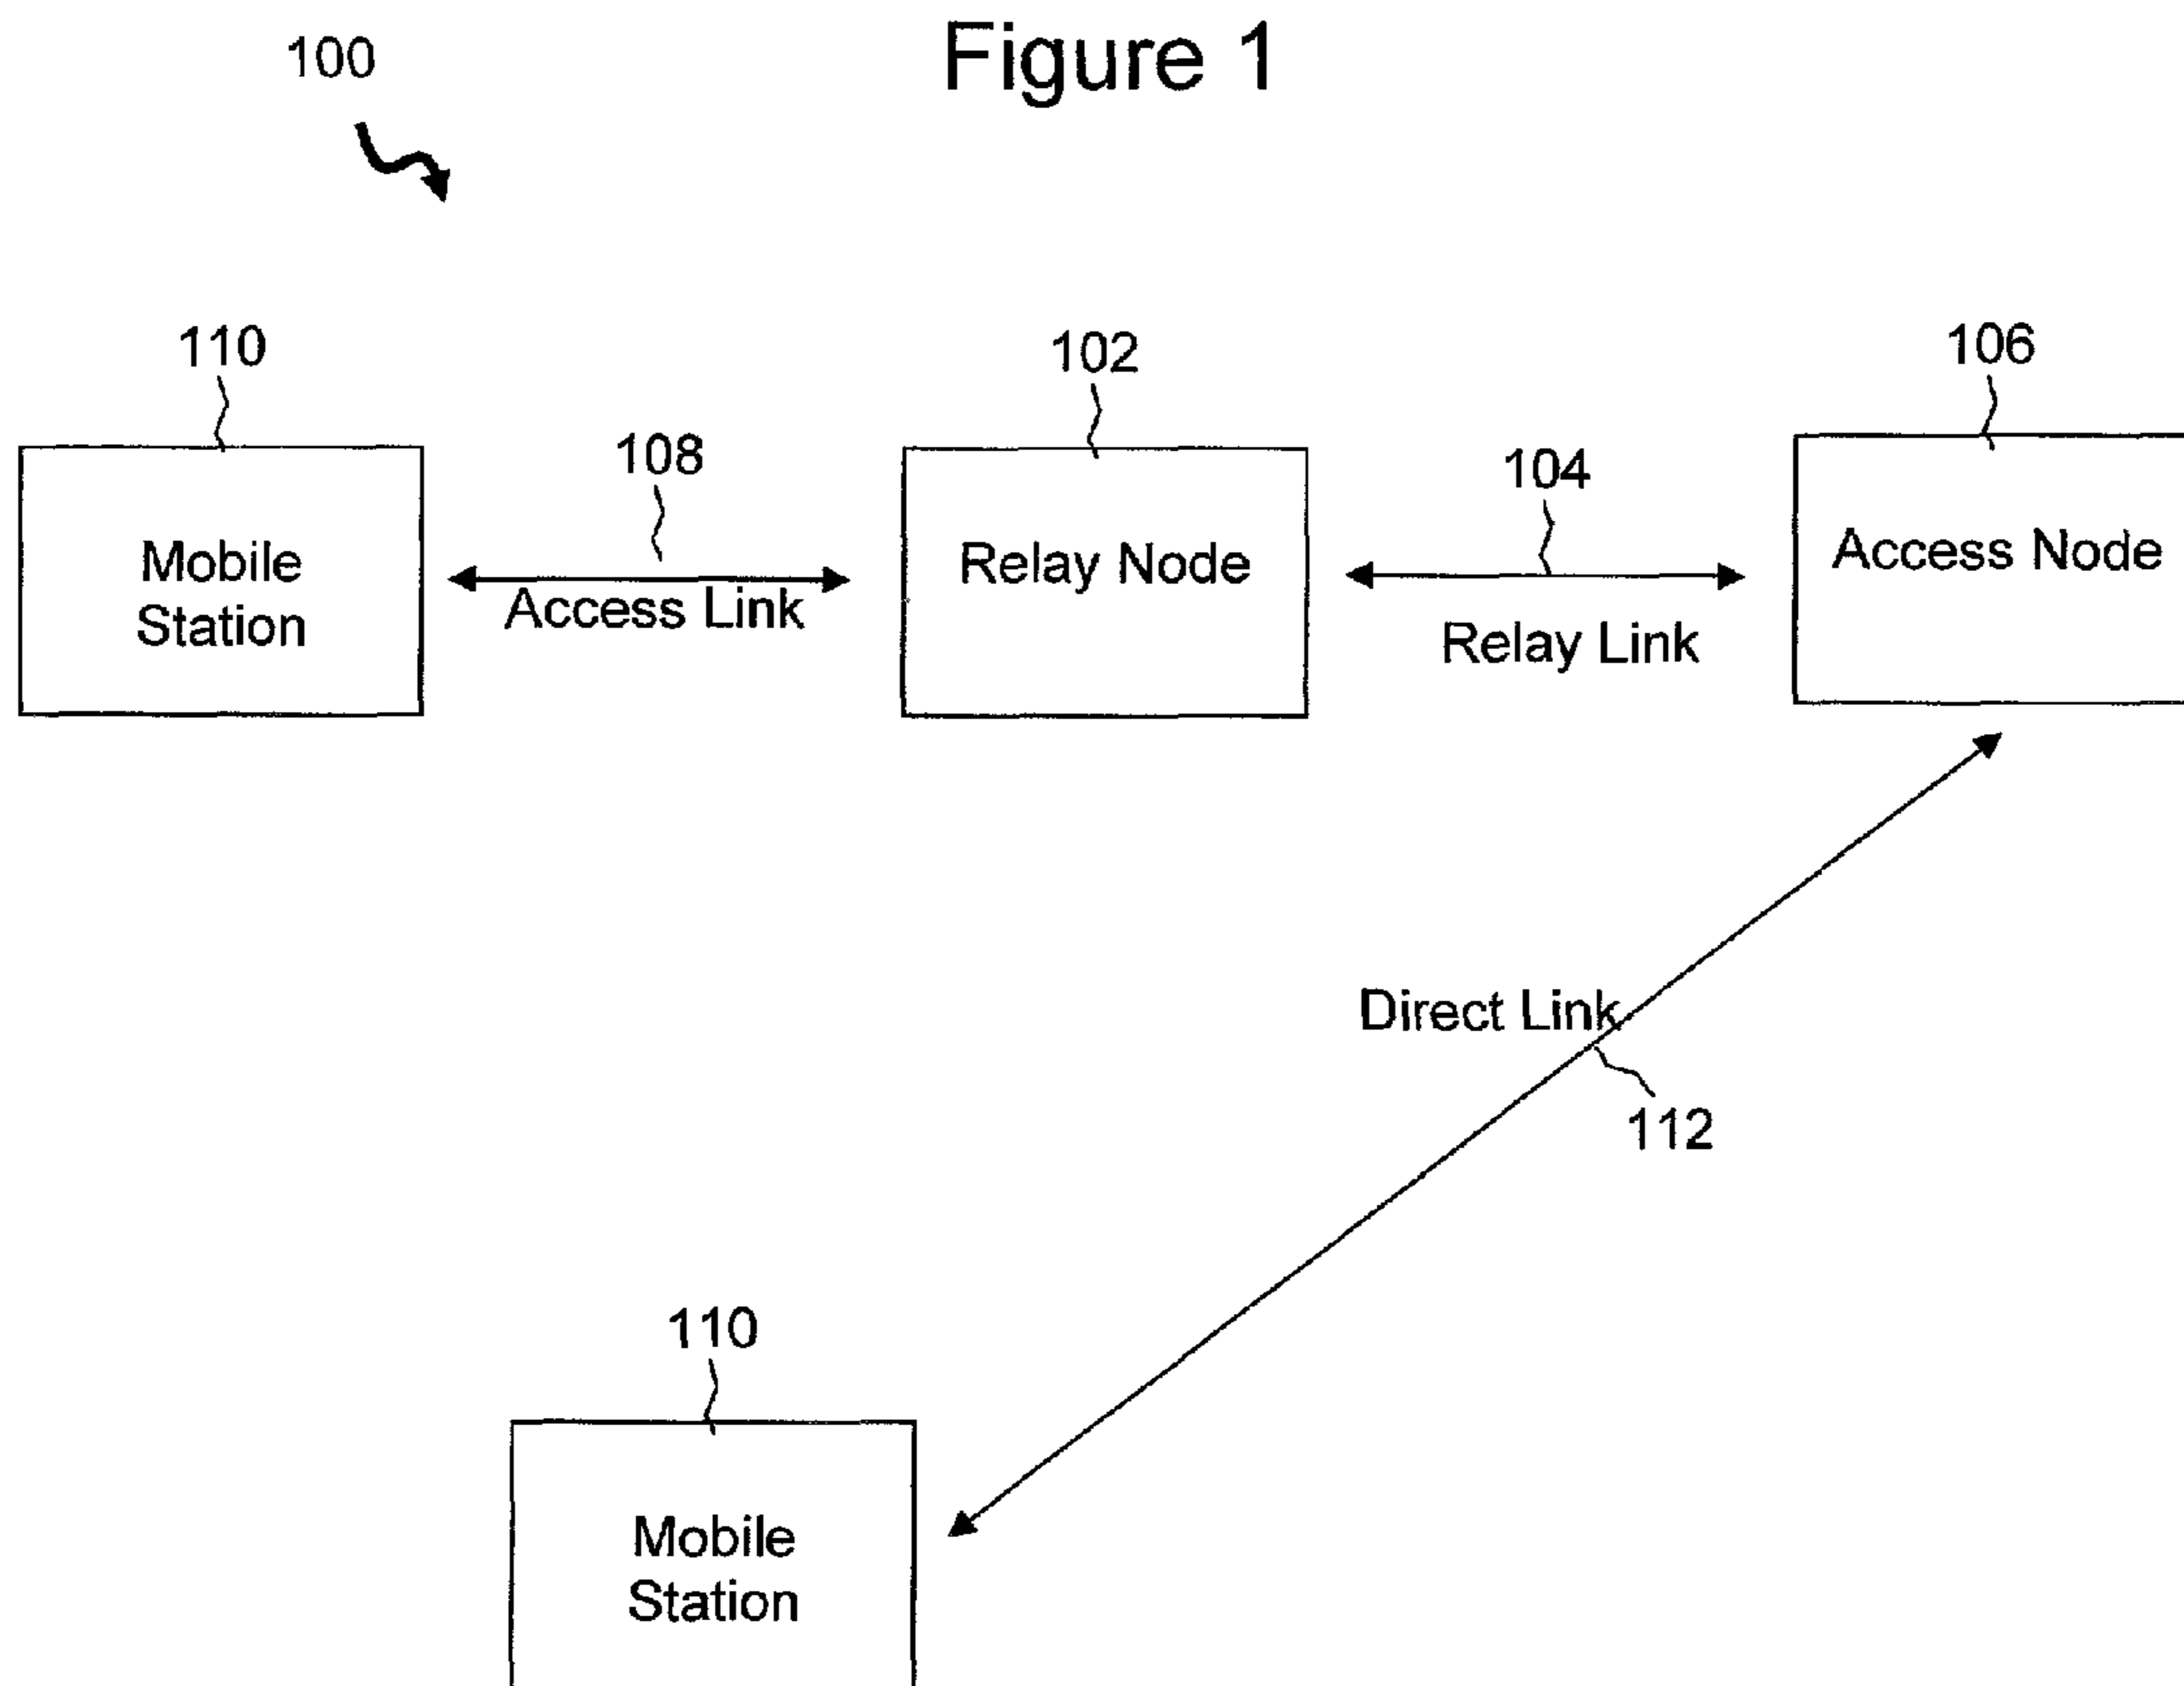 Figure 1
100
110
102
106
108
104
Mobile
Station
Access Link
Relay Node
Relay Link
Access Node
Direct Link
112
110
Mobile
Station